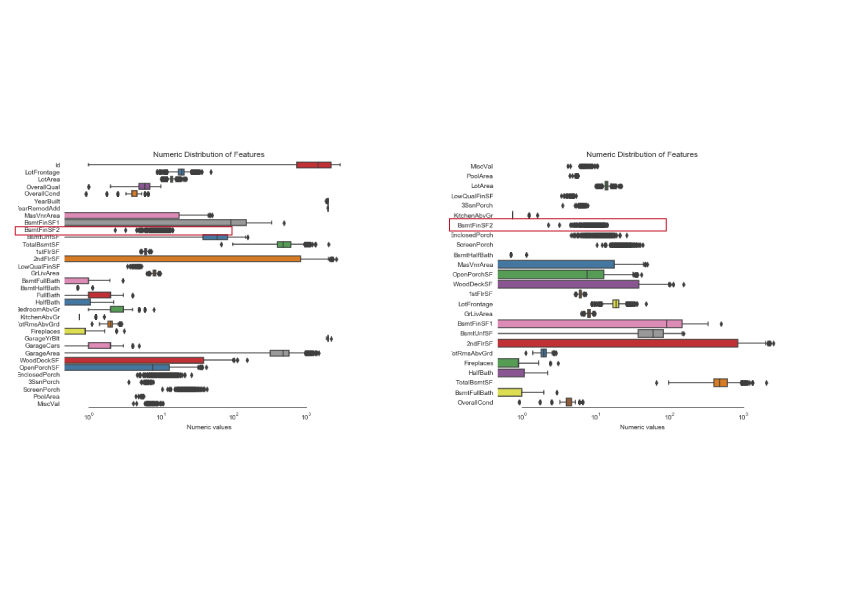 Numeric Distribution of Features
Id
LotFrontage
LotArea
OverallQual
OverallCond
YearBuilt
'earRemodAdd
MasVnrArea
BsmtFinSF1
BsmtFinSF2
BsmtUnfSF
TotalBsmtSF
1stFlrSF
2ndFlrSF
LowQualFinSF
GrLivArea
BsmtFullBath
BsmtHalfBath
FullBath
HalfBath
BedroomAbvGr
KitchenAbvGr
'otRmsAbvGrd
Fireplaces
GarageYrBlt
GarageCars
GarageArea
WoodDeckSF
OpenPorchSF
EnclosedPorch
3SsnPorch
ScreenPorch
PoolArea
MiscVal
10^0 10^1 10^2 10^3
Numeric values
Numeric Distribution of Features
MiscVal
PoolArea
LotArea
LowQualFinSF
3SsnPorch
KitchenAbvGr
BsmtFinSF2
EnclosedPorch
ScreenPorch
BsmtHalfBath
MasVnrArea
OpenPorchSF
WoodDeckSF
1stFlrSF
LotFrontage
GrLivArea
BsmtFinSF1
BsmtUnfSF
2ndFlrSF
'otRmsAbvGrd
Fireplaces
HalfBath
TotalBsmtSF
BsmtFullBath
OverallCond
10^0 10^1 10^2 10^3
Numeric values